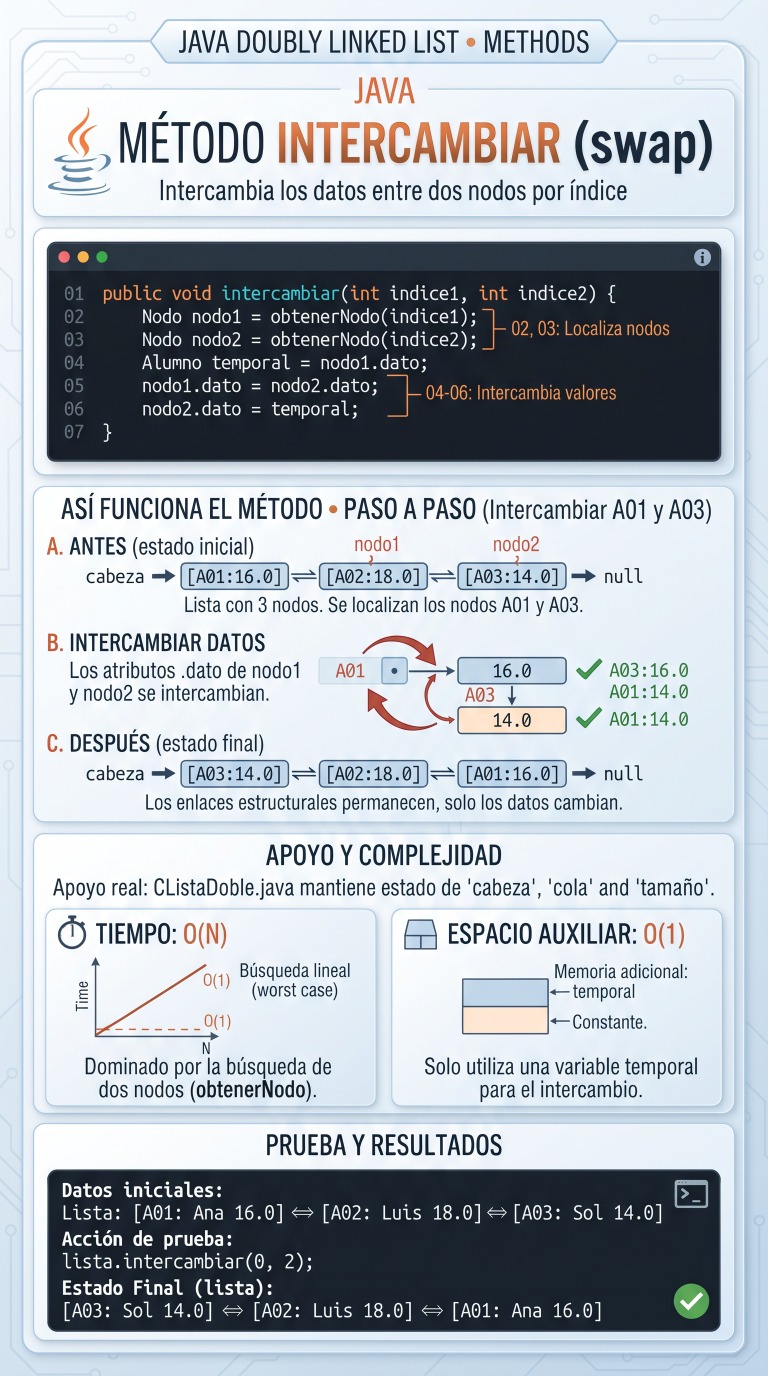 JAVA DOUBLY LINKED LIST • METHODS
JAVA
MÉTODO INTERCAMBIAR (swap)
Intercambia los datos entre dos nodos por índice
01 public void intercambiar(int indice1, int indice2) {
02 Nodo nodo1 = obtenerNodo(indice1);
03 Nodo nodo2 = obtenerNodo(indice2);
02, 03: Localiza nodos
04 Alumno temporal = nodo1.dato;
05 nodo1.dato = nodo2.dato;
06 nodo2.dato = temporal;
04-06: Intercambia valores
07 }
ASÍ FUNCIONA EL MÉTODO • PASO A PASO (Intercambiar A01 y A03)
A. ANTES (estado inicial)
nodo1 nodo2
cabeza → [A01:16.0] ⇌ [A02:18.0] ⇌ [A03:14.0] → null
Lista con 3 nodos. Se localizan los nodos A01 y A03.
B. INTERCAMBIAR DATOS
Los atributos .dato de nodo1
y nodo2 se intercambian.
A01 • 16.0
A03
14.0
✓ A03:16.0
A01:14.0
✓ A01:14.0
C. DESPUÉS (estado final)
cabeza → [A03:14.0] ⇌ [A02:18.0] ⇌ [A01:16.0] → null
Los enlaces estructurales permanecen, solo los datos cambian.
APOYO Y COMPLEJIDAD
Apoyo real: CListaDoble.java mantiene estado de 'cabeza', 'cola' and 'tamaño'.
TIEMPO: O(N)
Time
O(1)
O(1)
N
Búsqueda lineal
(worst case)
Dominado por la búsqueda de
dos nodos (obtenerNodo).
ESPACIO AUXILIAR: O(1)
Memoria adicional:
temporal
Constante.
Solo utiliza una variable temporal
para el intercambio.
PRUEBA Y RESULTADOS
Datos iniciales:
Lista: [A01: Ana 16.0] ⇔ [A02: Luis 18.0] ⇔ [A03: Sol 14.0]
Acción de prueba:
lista.intercambiar(0, 2);
Estado Final (lista):
[A03: Sol 14.0] ⇔ [A02: Luis 18.0] ⇔ [A01: Ana 16.0]